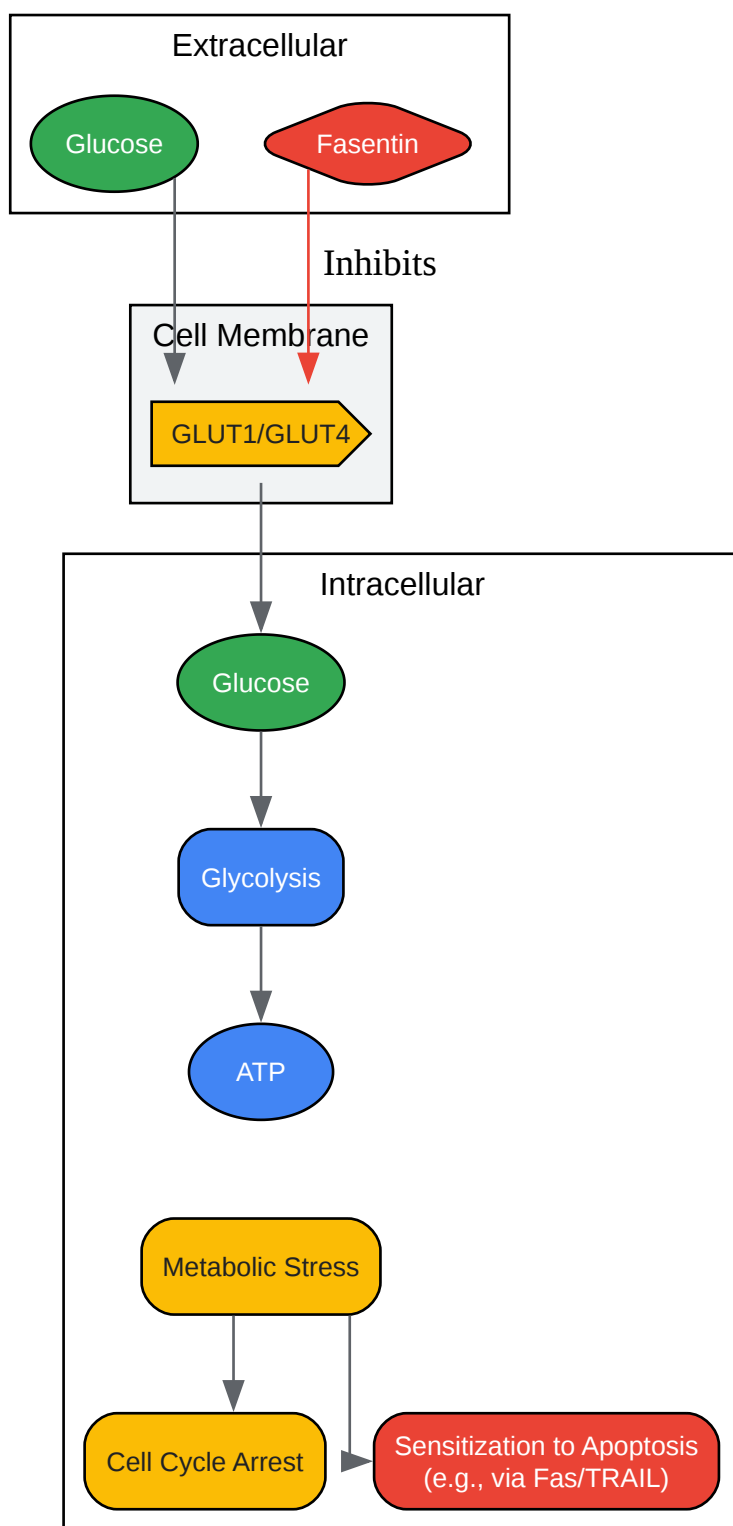 Extracellular
Glucose
Fasentin
Inhibits
Cell Membrane
GLUT1/GLUT4
Intracellular
Glucose
Glycolysis
ATP
Metabolic Stress
Cell Cycle Arrest
Sensitization to Apoptosis
(e.g., via Fas/TRAIL)